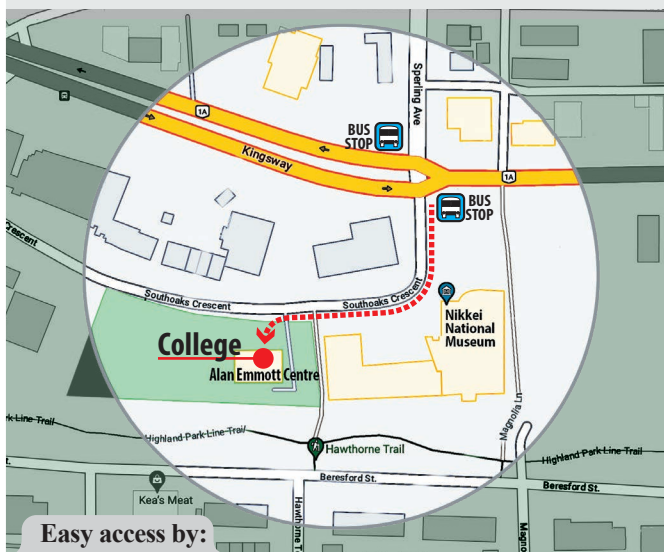 Sperling Ave
1A
BUS
STOP
Kingsway
1A
BUS
STOP
Crescent
Southoaks Crescent
Southoaks Crescent
Nikkei
National
Museum
College
Alan Emmott Centre
Magnolia Ln
Park Line Trail
Highland Park Line Trail
Hawthorne Trail
Highland Park Line Trail
Beresford St.
Beresford St.
Kea's Meat
Hawthorne T
Magno
Easy access by: